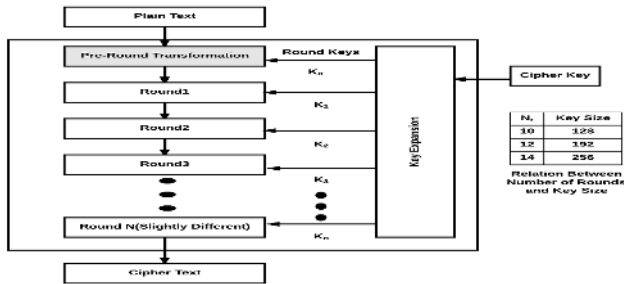 Plain Text
Pre-Round Transformation
Round Keys
Kn
Cipher Key
Round1
K1
Round2
K2
Round3
K3
Key Expansion
Nr Key Size
10 128
12 192
14 256
Relation Between
Number of Rounds
and Key Size
Round N(Slightly Different)
Kn
Cipher Text